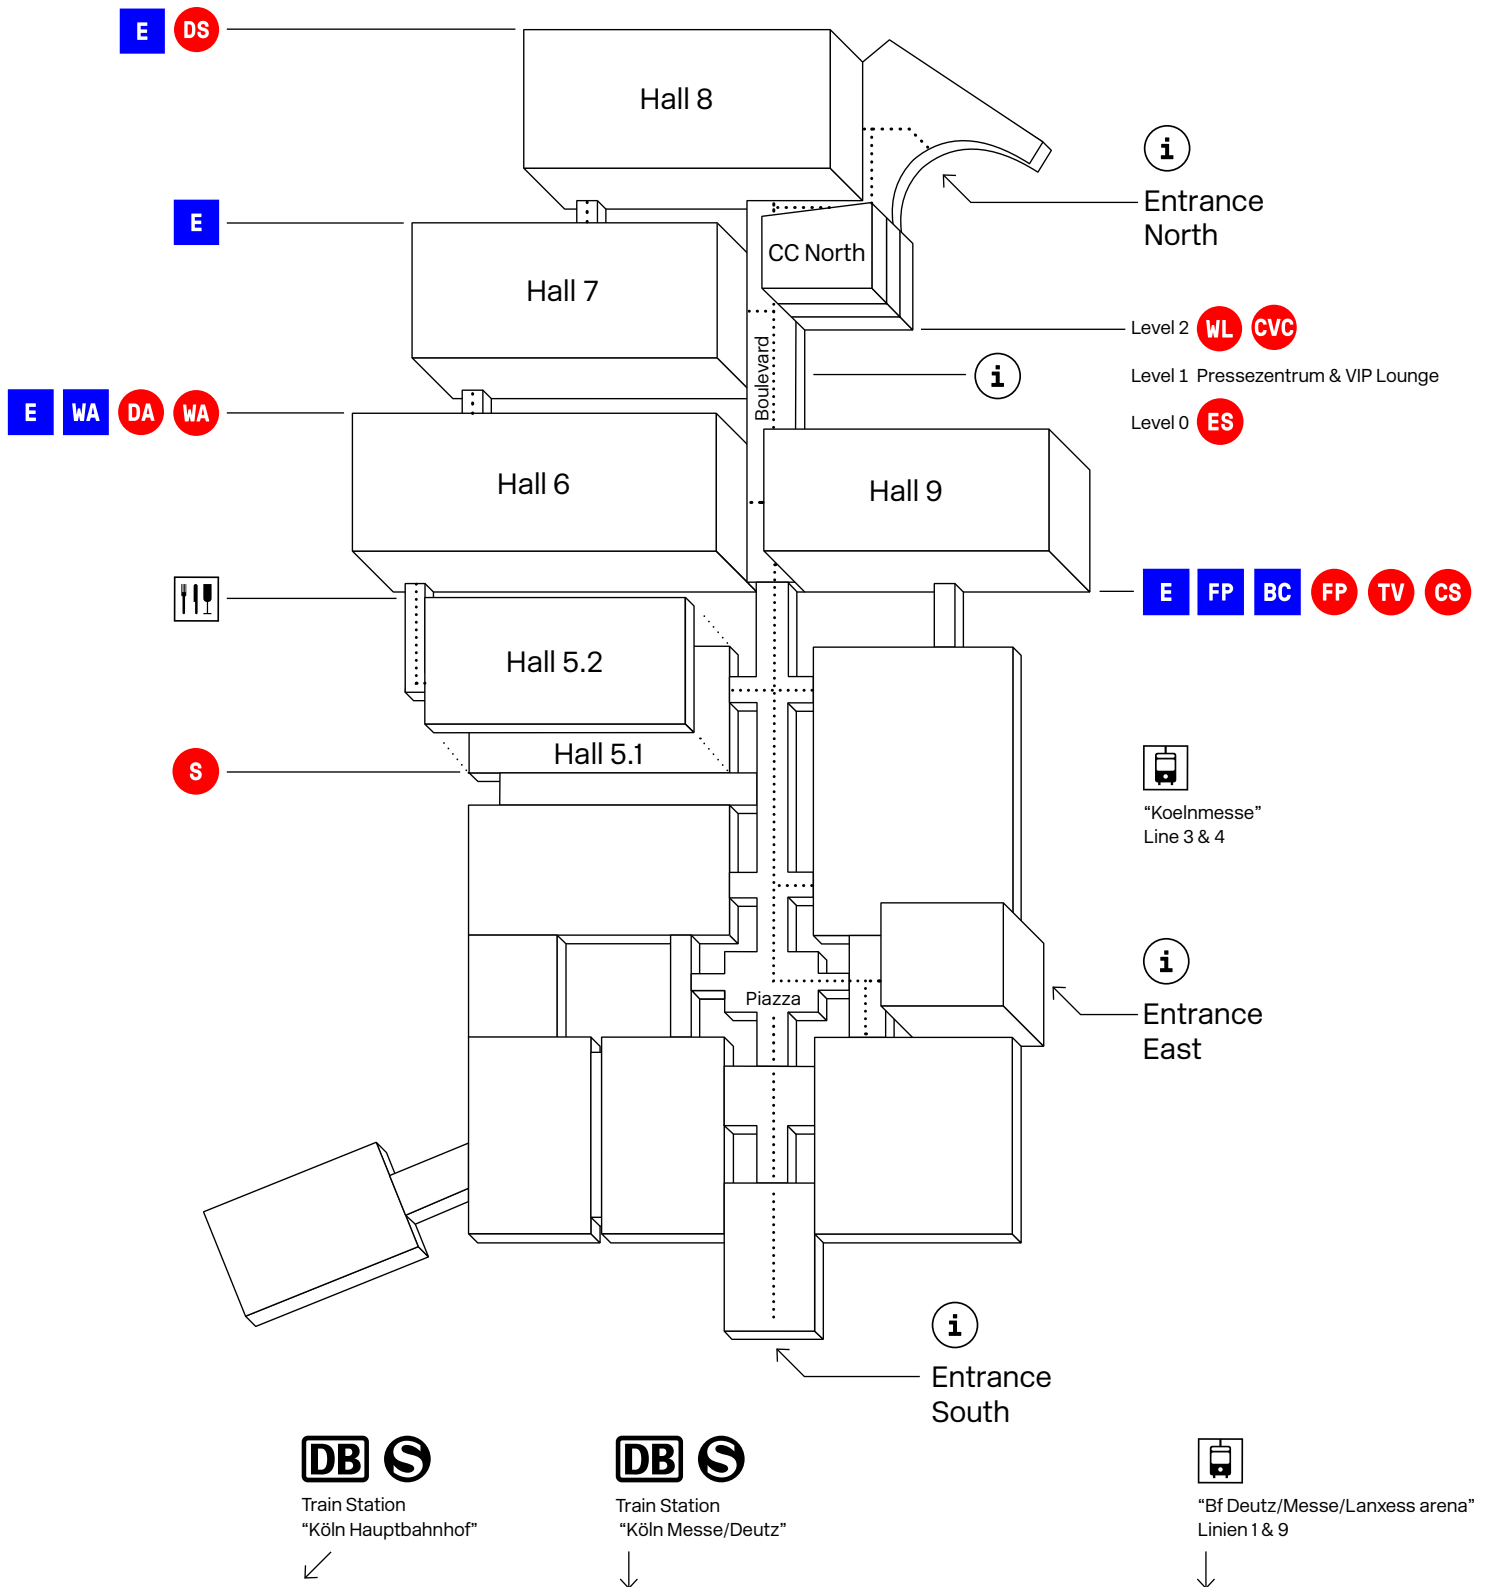 E DS
Hall 8
i
Entrance
North
E
CC North
Hall 7
Level 2 WL CVC
Boulevard
i
Level 1 Pressezentrum & VIP Lounge
E WA DA WA
Level 0 ES
Hall 6
Hall 9
E FP BC FP TV CS
Hall 5.2
Hall 5.1
S
“Koelnmesse”
Line 3 & 4
i
Piazza
Entrance
East
i
Entrance
South
DB S
Train Station
“Köln Hauptbahnhof”
DB S
Train Station
“Köln Messe/Deutz”
“Bf Deutz/Messe/Lanxess arena”
Linien 1 & 9